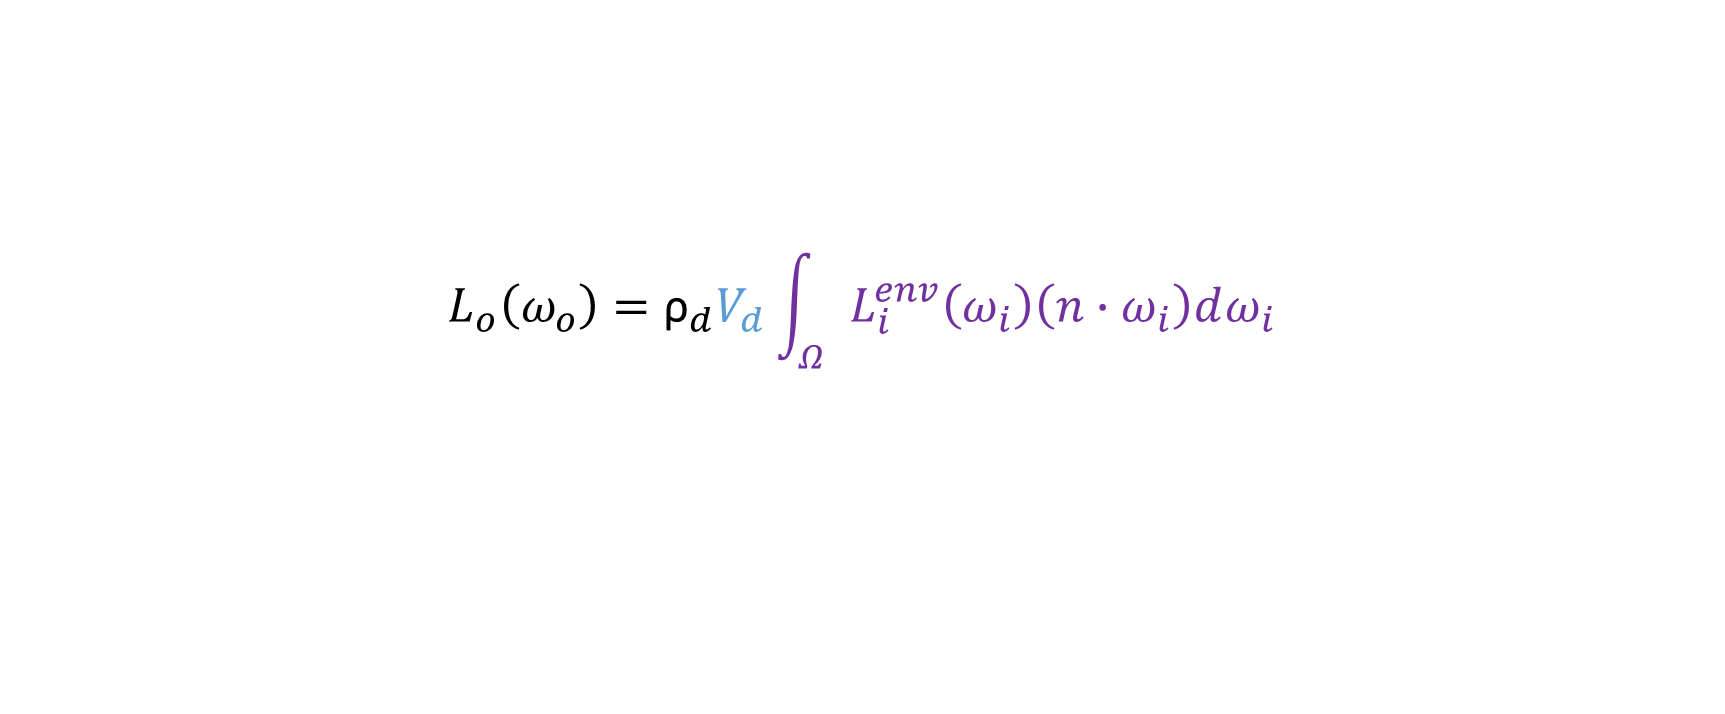 L_o(ω_o) = ρ_d V_d ∫_Ω L_i^{env}(ω_i)(n · ω_i)dω_i